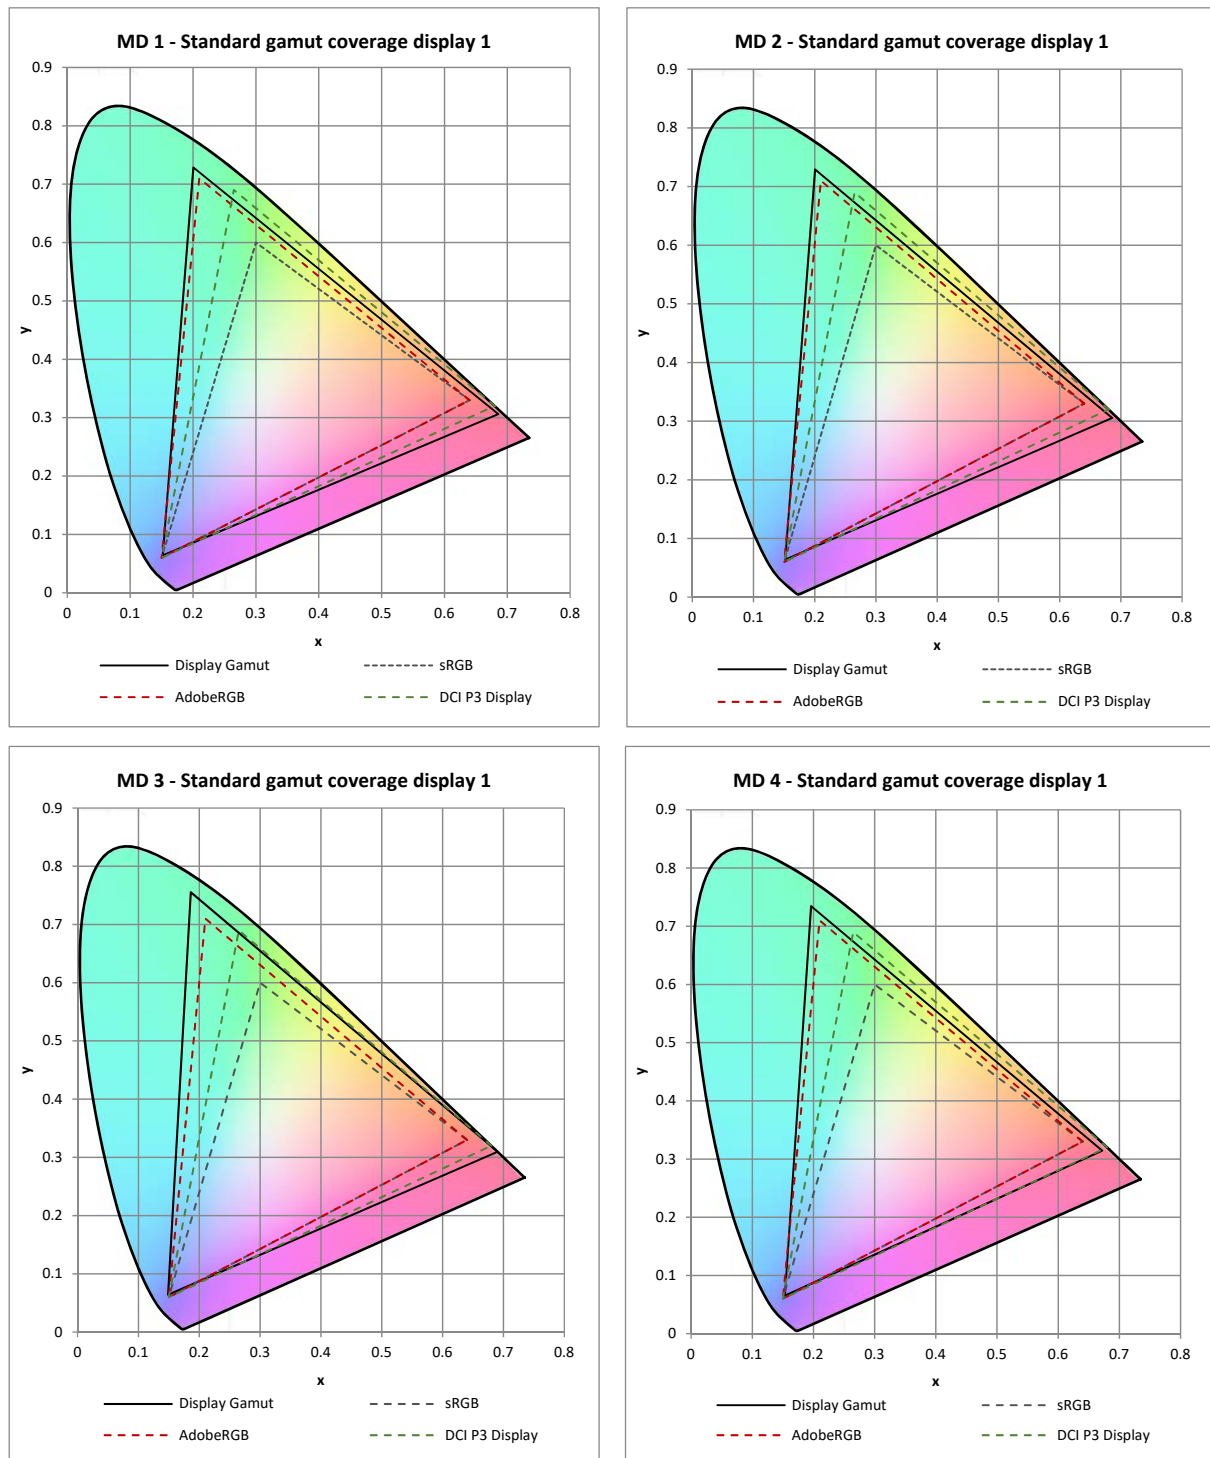 MD 1 - Standard gamut coverage display 1
0.9
0.8
0.7
0.6
0.5
y
0.4
0.3
0.2
0.1
0
0 0.1 0.2 0.3 0.4 0.5 0.6 0.7 0.8
x
Display Gamut sRGB
AdobeRGB DCI P3 Display
MD 2 - Standard gamut coverage display 1
0.9
0.8
0.7
0.6
0.5
y
0.4
0.3
0.2
0.1
0
0 0.1 0.2 0.3 0.4 0.5 0.6 0.7 0.8
x
Display Gamut sRGB
AdobeRGB DCI P3 Display
MD 3 - Standard gamut coverage display 1
0.9
0.8
0.7
0.6
0.5
y
0.4
0.3
0.2
0.1
0
0 0.1 0.2 0.3 0.4 0.5 0.6 0.7 0.8
x
Display Gamut sRGB
AdobeRGB DCI P3 Display
MD 4 - Standard gamut coverage display 1
0.9
0.8
0.7
0.6
0.5
y
0.4
0.3
0.2
0.1
0
0 0.1 0.2 0.3 0.4 0.5 0.6 0.7 0.8
x
Display Gamut sRGB
AdobeRGB DCI P3 Display